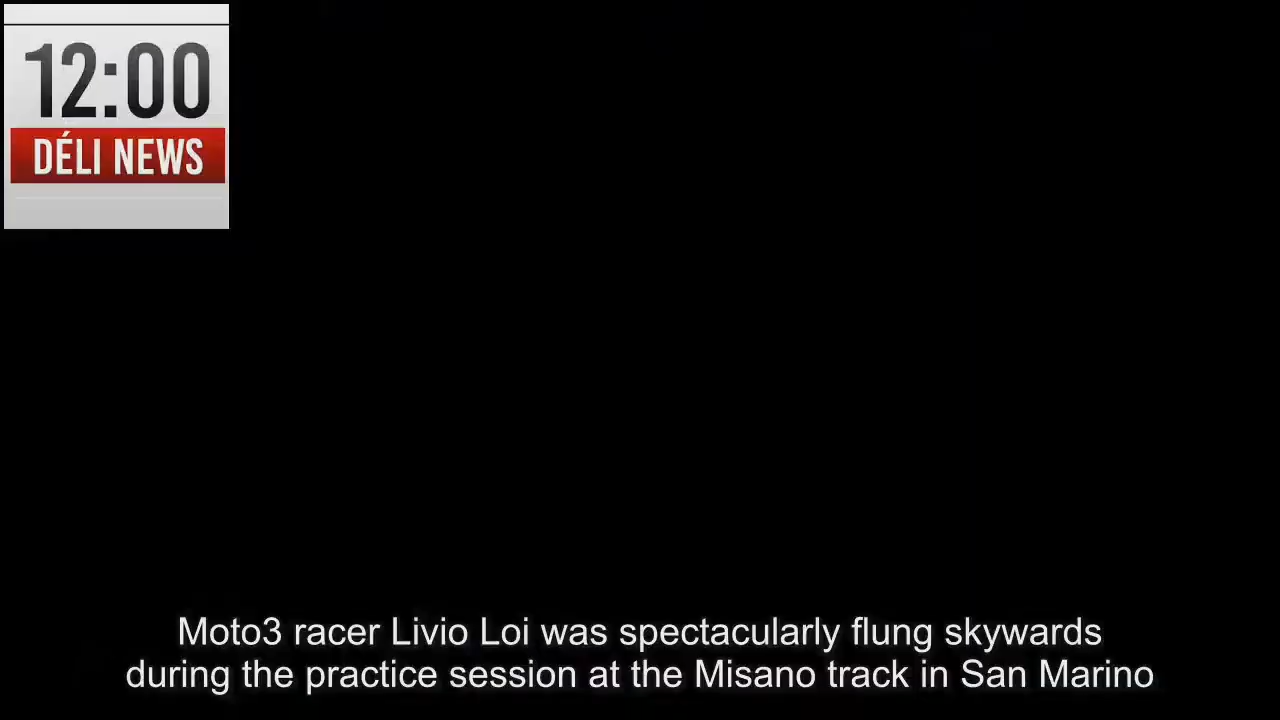 12:00
DÉLI NEWS
Moto3 racer Livio Loi was spectacularly flung skywards
during the practice session at the Misano track in San Marino